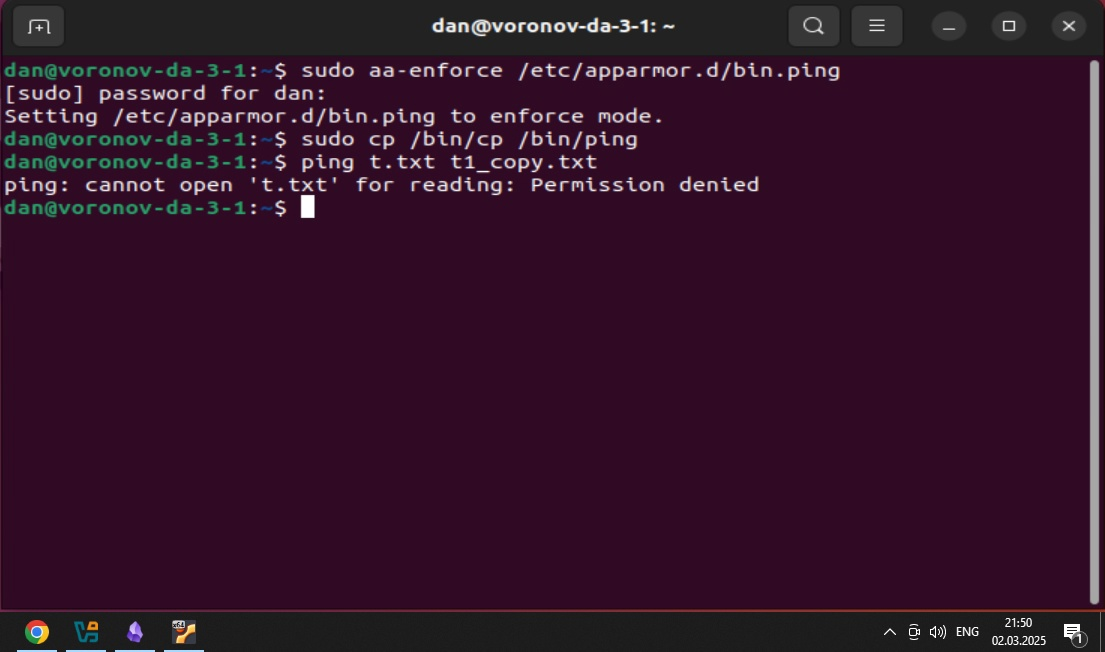 dan@voronov-da-3-1: ~
dan@voronov-da-3-1:~$ sudo aa-enforce /etc/apparmor.d/bin.ping
[sudo] password for dan:
Setting /etc/apparmor.d/bin.ping to enforce mode.
dan@voronov-da-3-1:~$ sudo cp /bin/cp /bin/ping
dan@voronov-da-3-1:~$ ping t.txt t1_copy.txt
ping: cannot open 't.txt' for reading: Permission denied
dan@voronov-da-3-1:~$
x64
ENG
21:50
02.03.2025
1